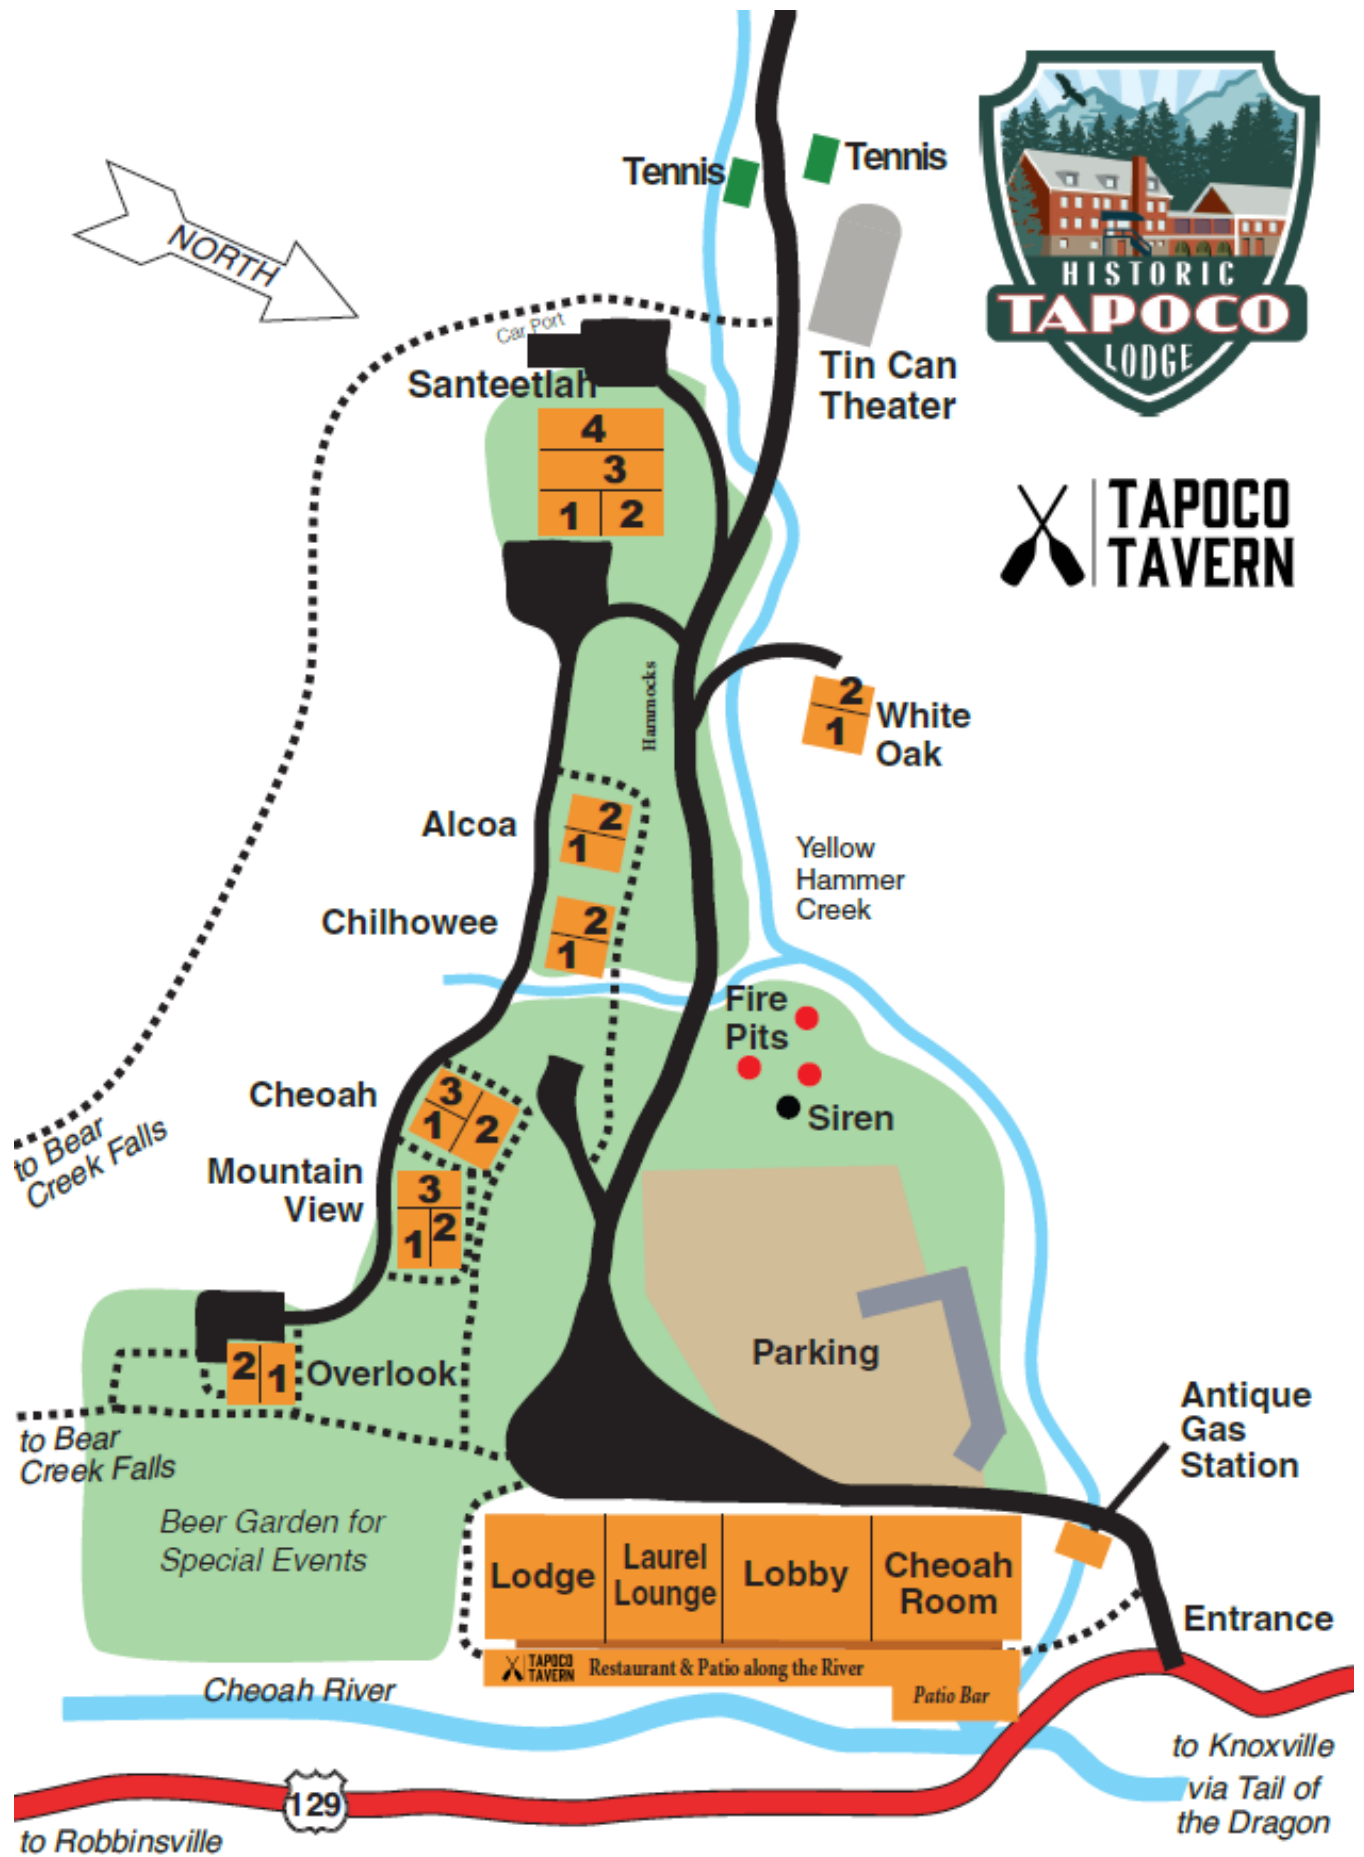 Tennis
Tennis
NORTH
HISTORIC
TAPOCO
LODGE
Car Port
Santeetlah
Tin Can
Theater
4
3
1 2
TAPOCO
TAVERN
Hammocks
2
1
White
Oak
Alcoa
2
1
Yellow
Hammer
Creek
Chilhowee
2
1
Fire
Pits
Siren
Cheoah
3
1 2
to Bear
Creek Falls
Mountain
View
3
1 2
Parking
2 1
Overlook
to Bear
Creek Falls
Antique
Gas
Station
Beer Garden for
Special Events
Lodge
Laurel
Lounge
Lobby
Cheoah
Room
Entrance
TAPOCO
TAVERN
Restaurant & Patio along the River
Patio Bar
Cheoah River
to Knoxville
via Tail of
the Dragon
129
to Robbinsville